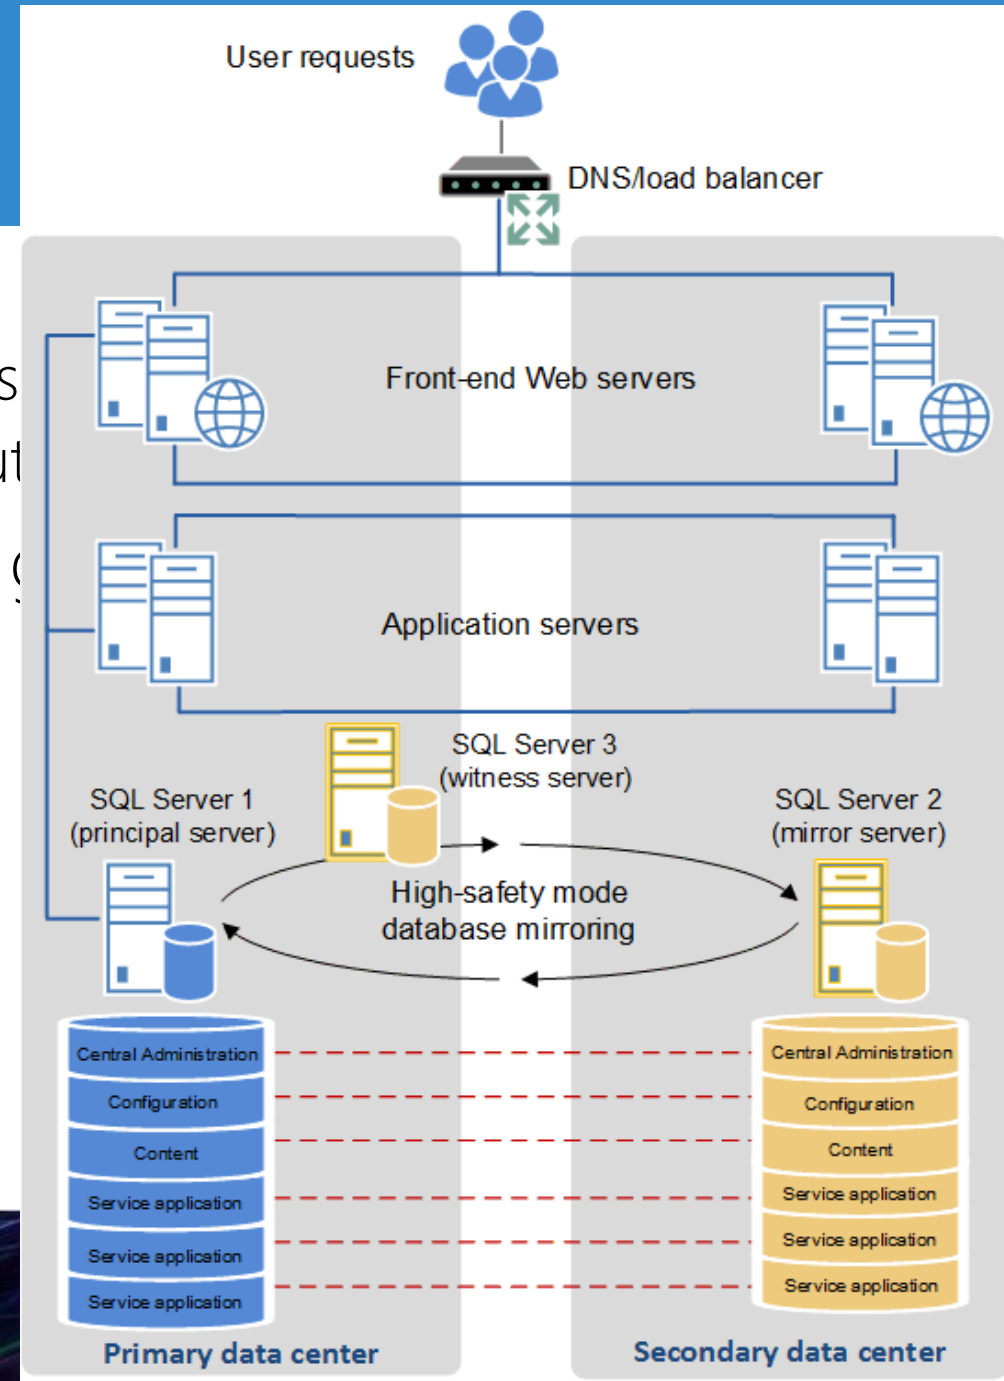 User requests
DNS/load balancer
s
ut
Front-end Web servers
Application servers
SQL Server 3
(witness server)
SQL Server 1
(principal server)
SQL Server 2
(mirror server)
High-safety mode
database mirroring
Central Administration
Configuration
Content
Service application
Service application
Service application
Central Administration
Configuration
Content
Service application
Service application
Service application
Primary data center
Secondary data center